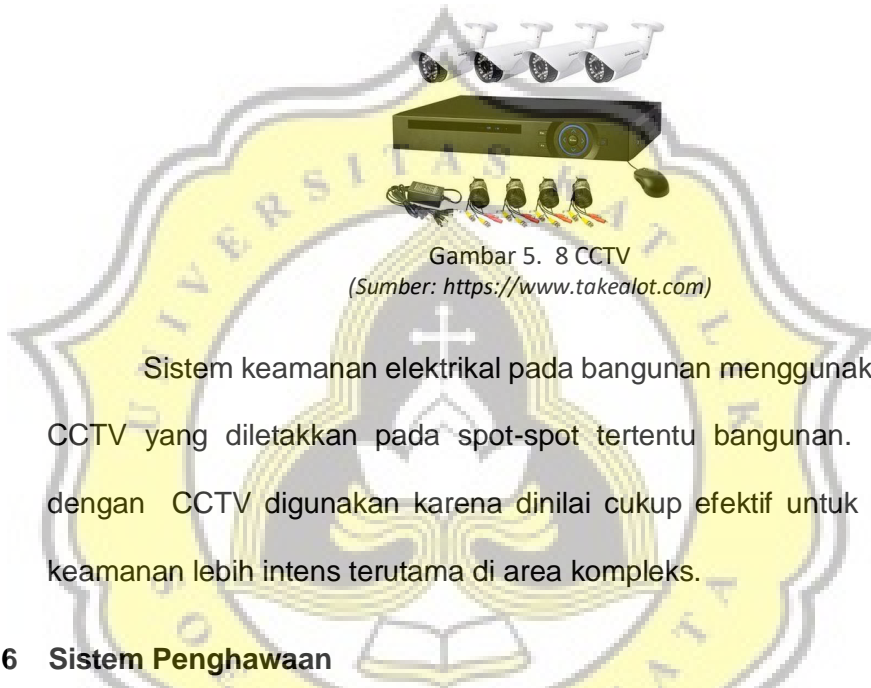 UNIVERSITAS KATOLIK
Gambar 5. 8 CCTV
(Sumber: https://www.takealot.com)
Sistem keamanan elektrikal pada bangunan menggunak
CCTV yang diletakkan pada spot-spot tertentu bangunan.
dengan CCTV digunakan karena dinilai cukup efektif untuk
keamanan lebih intens terutama di area kompleks.
6 Sistem Penghawaan